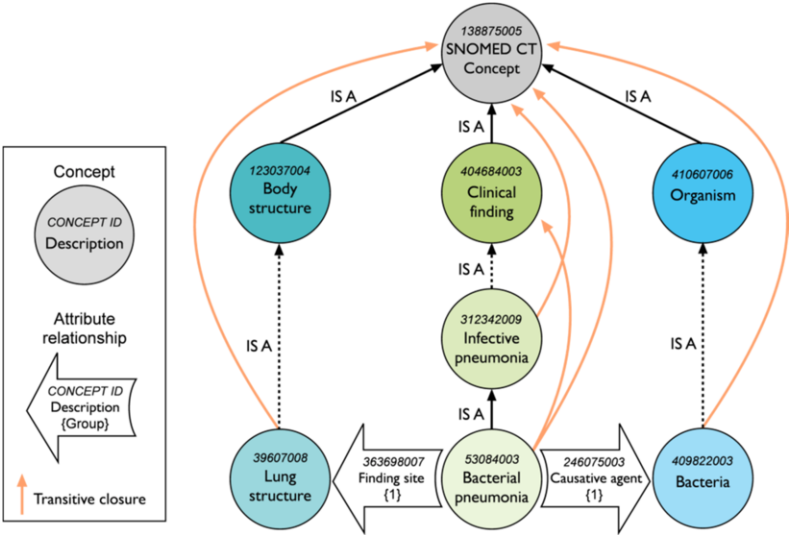 138875005
SNOMED CT
Concept
IS A
IS A
IS A
123037004
Body
structure
404684003
Clinical
finding
410607006
Organism
Concept
CONCEPT ID
Description
Attribute
relationship
CONCEPT ID
Description
{Group}
Transitive closure
IS A
IS A
IS A
312342009
Infective
pneumonia
IS A
39607008
Lung
structure
363698007
Finding site
{1}
53084003
Bacterial
pneumonia
246075003
Causative agent
{1}
409822003
Bacteria